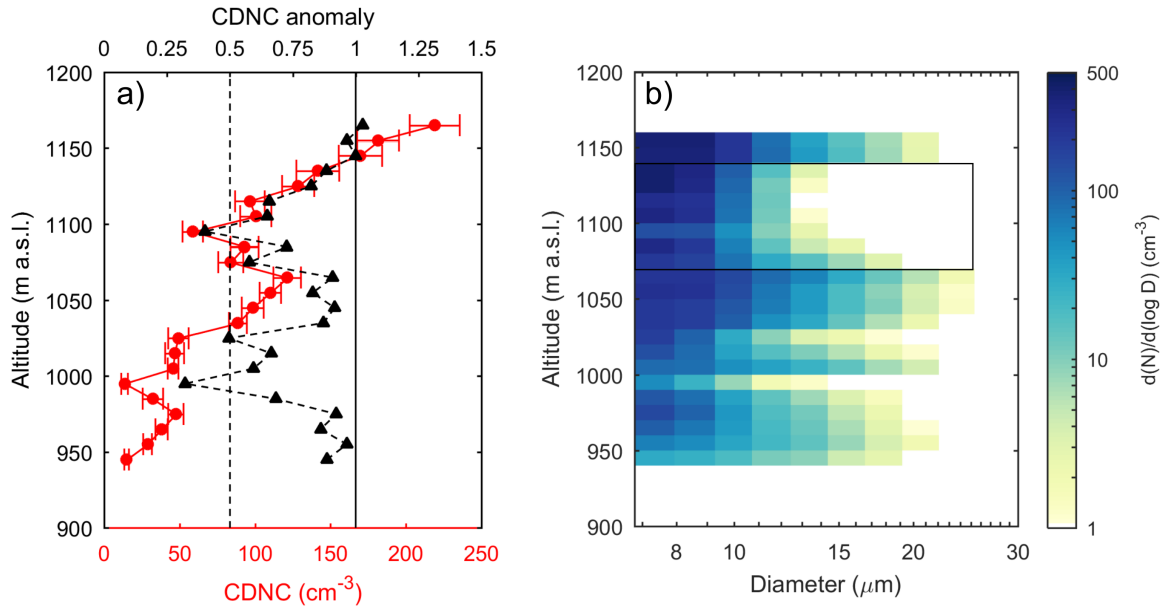 CDNC anomaly
0 0.25 0.5 0.75 1 1.25 1.5
a)
1200
1150
1100
1050
1000
950
900
Altitude (m a.s.l.)
0 50 100 150 200 250
CDNC (cm-3)
b)
1200
1150
1100
1050
1000
950
900
Altitude (m a.s.l.)
8 10 15 20 30
Diameter (μm)
500
100
10
1
d(N)/d(log D) (cm-3)